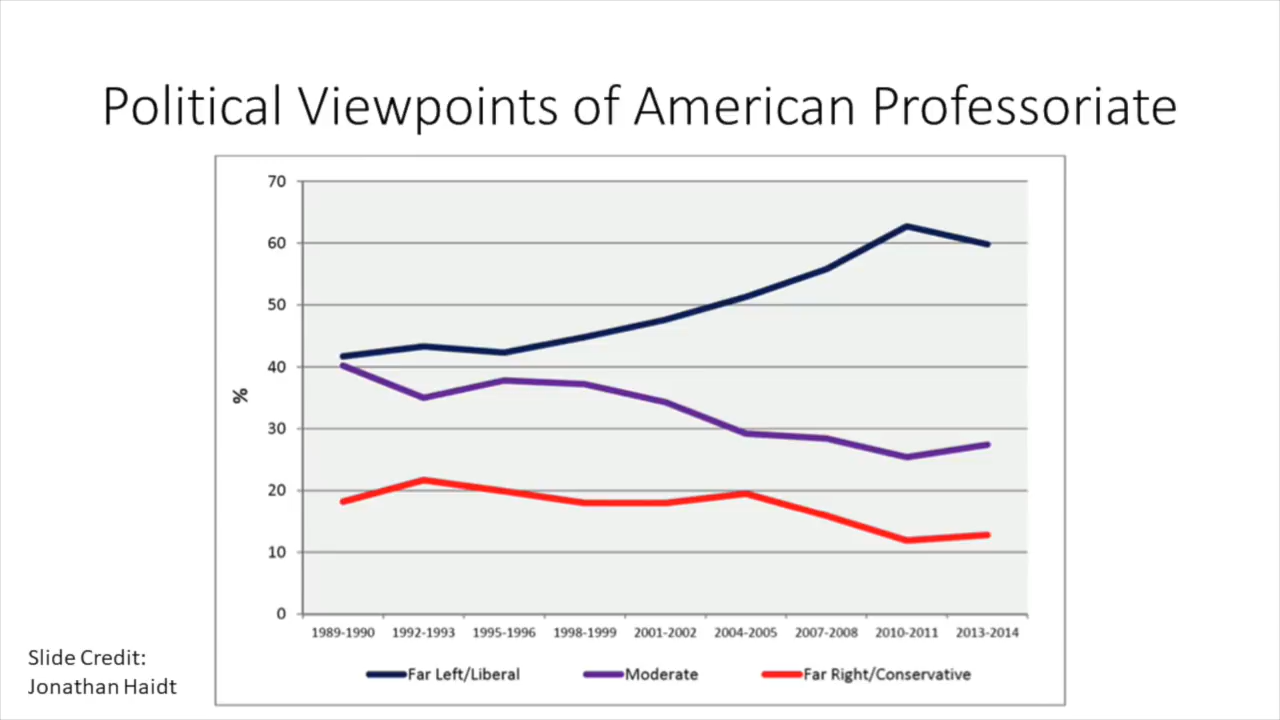 Political Viewpoints of American Professoriate
70
60
50
40
30
20
10
0
%
1989-1990 1992-1993 1995-1996 1998-1999 2001-2002 2004-2005 2007-2008 2010-2011 2013-2014
Far Left/Liberal Moderate Far Right/Conservative
Slide Credit:
Jonathan Haidt